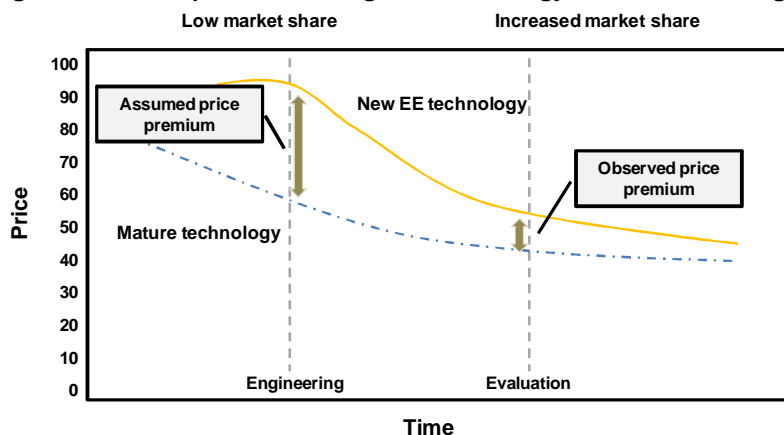 Low market share
Increased market share
100
90
80
70
60
50
40
30
20
10
0
Price
Assumed price
premium
New EE technology
Observed price
premium
Mature technology
Engineering
Evaluation
Time